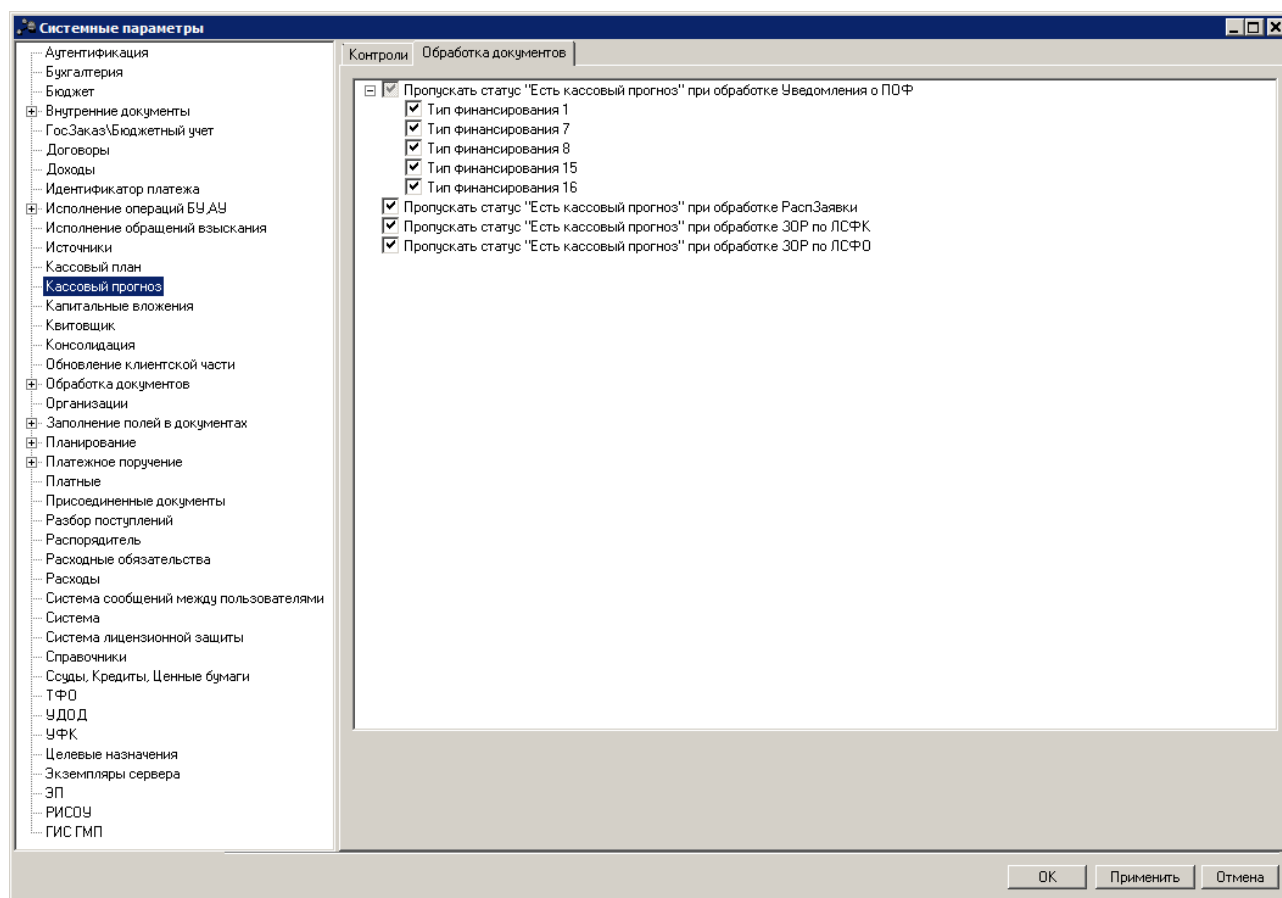 Системные параметры
Аутентификация
Бухгалтерия
Бюджет
Внутренние документы
ГосЗаказ\Бюджетный учет
Договоры
Доходы
Идентификатор платежа
Исполнение операций БУ,АУ
Исполнение обращений взыскания
Источники
Кассовый план
Кассовый прогноз
Капитальные вложения
Квитовщик
Консолидация
Обновление клиентской части
Обработка документов
Организации
Заполнение полей в документах
Планирование
Платежное поручение
Платные
Присоединенные документы
Разбор поступлений
Распорядитель
Расходные обязательства
Расходы
Система сообщений между пользователями
Система
Система лицензионной защиты
Справочники
Ссуды, Кредиты, Ценные бумаги
ТФО
УДОД
УФК
Целевые назначения
Экземпляры сервера
ЭП
РИСОУ
ГИС ГМП
Контроли Обработка документов
Пропускать статус "Есть кассовый прогноз" при обработке Уведомления о ПОФ
Тип финансирования 1
Тип финансирования 7
Тип финансирования 8
Тип финансирования 15
Тип финансирования 16
Пропускать статус "Есть кассовый прогноз" при обработке РаспЗаявки
Пропускать статус "Есть кассовый прогноз" при обработке ЗОР по ЛСФК
Пропускать статус "Есть кассовый прогноз" при обработке ЗОР по ЛСФО
OK Применить Отмена